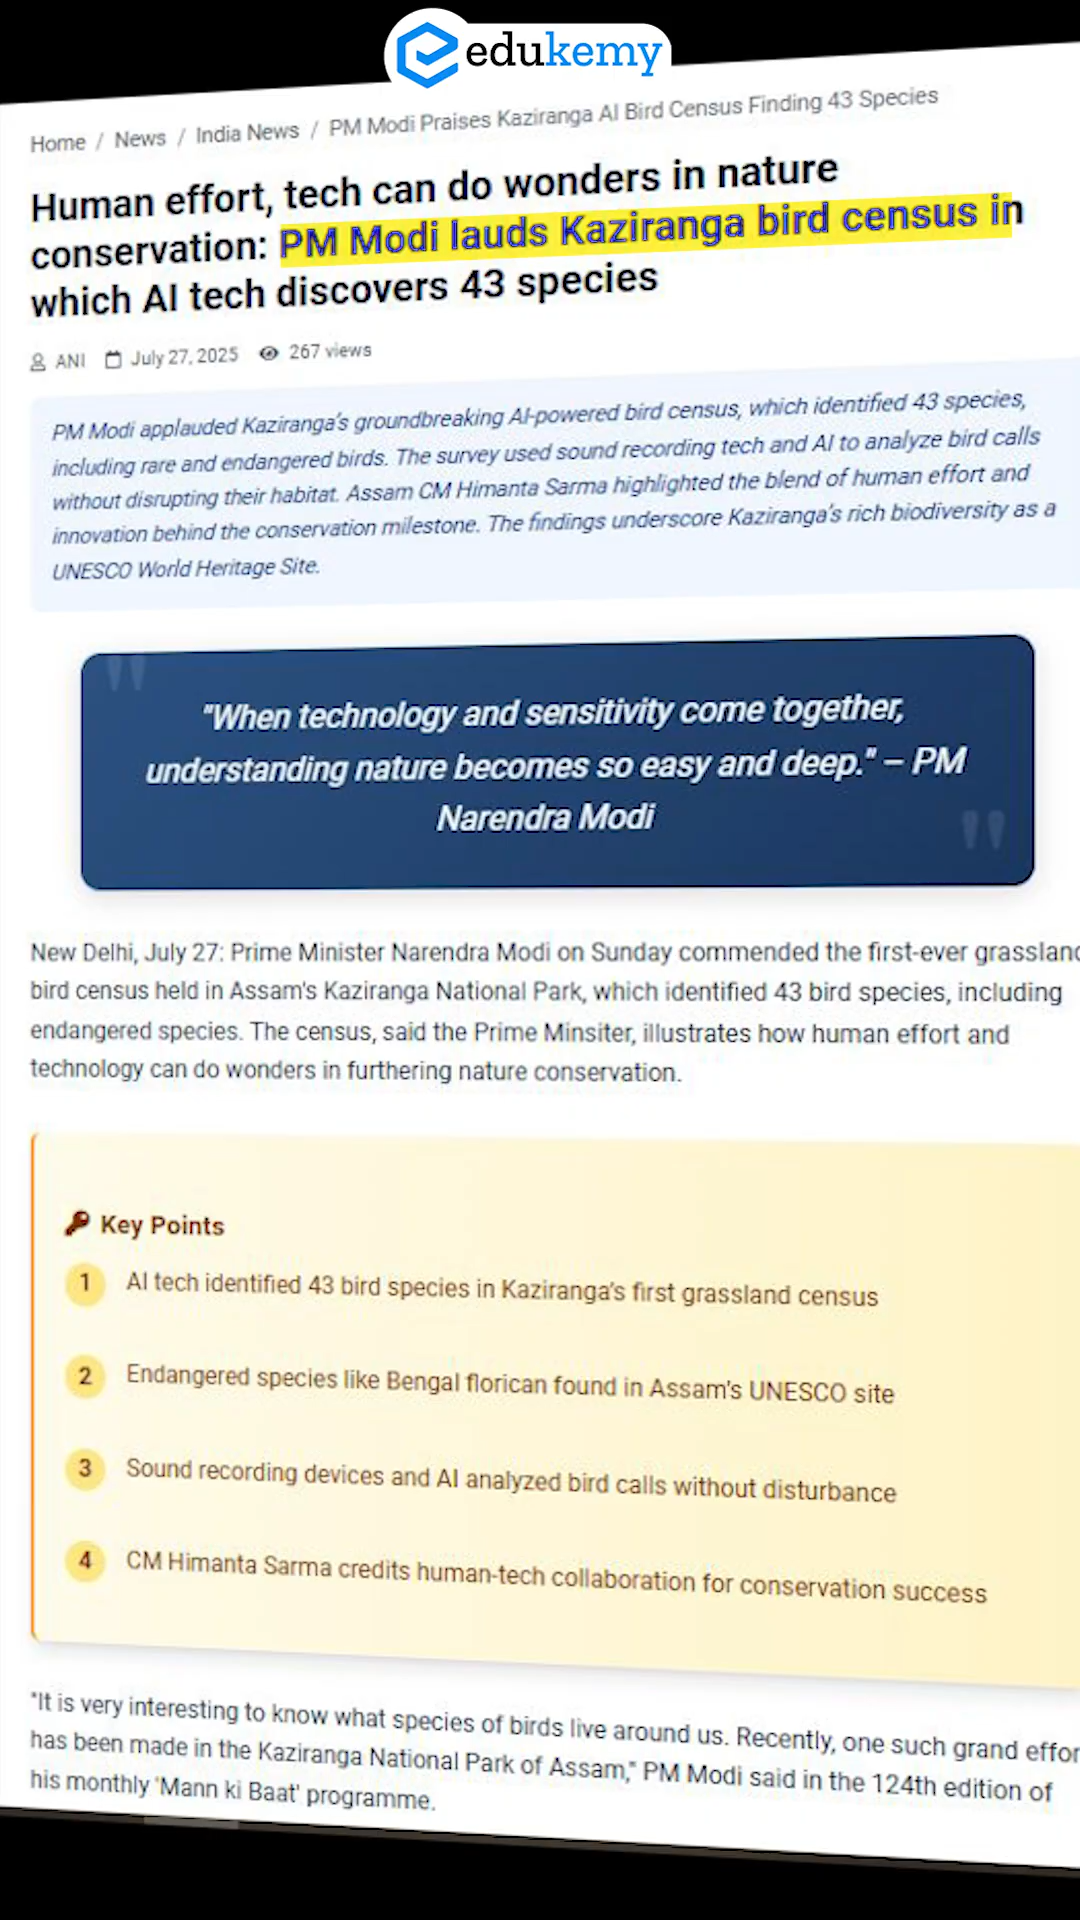 edukemy
Home / News / India News / PM Modi Praises Kaziranga AI Bird Census Finding 43 Species
Human effort, tech can do wonders in nature
conservation: PM Modi lauds Kaziranga bird census in
which AI tech discovers 43 species
ANI July 27, 2025 267 views
PM Modi applauded Kaziranga's groundbreaking AI-powered bird census, which identified 43 species,
including rare and endangered birds. The survey used sound recording tech and AI to analyze bird calls
without disrupting their habitat. Assam CM Himanta Sarma highlighted the blend of human effort and
innovation behind the conservation milestone. The findings underscore Kaziranga's rich biodiversity as a
UNESCO World Heritage Site.
"When technology and sensitivity come together,
understanding nature becomes so easy and deep." – PM
Narendra Modi
New Delhi, July 27: Prime Minister Narendra Modi on Sunday commended the first-ever grassland
bird census held in Assam's Kaziranga National Park, which identified 43 bird species, including
endangered species. The census, said the Prime Minsiter, illustrates how human effort and
technology can do wonders in furthering nature conservation.
Key Points
1 AI tech identified 43 bird species in Kaziranga's first grassland census
2 Endangered species like Bengal florican found in Assam's UNESCO site
3 Sound recording devices and AI analyzed bird calls without disturbance
4 CM Himanta Sarma credits human-tech collaboration for conservation success
"It is very interesting to know what species of birds live around us. Recently, one such grand effor
has been made in the Kaziranga National Park of Assam," PM Modi said in the 124th edition of
his monthly 'Mann ki Baat' programme.